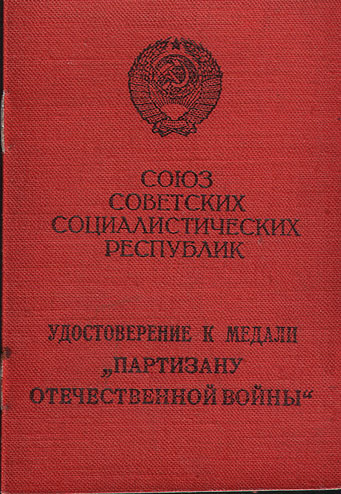 СОЮЗ
СОВЕТСКИХ
СОЦИАЛИСТИЧЕСКИХ
РЕСПУБЛИК
УДОСТОВЕРЕНИЕ К МЕДАЛИ
„ПАРТИЗАНУ
ОТЕЧЕСТВЕННОЙ ВОЙНЫ“